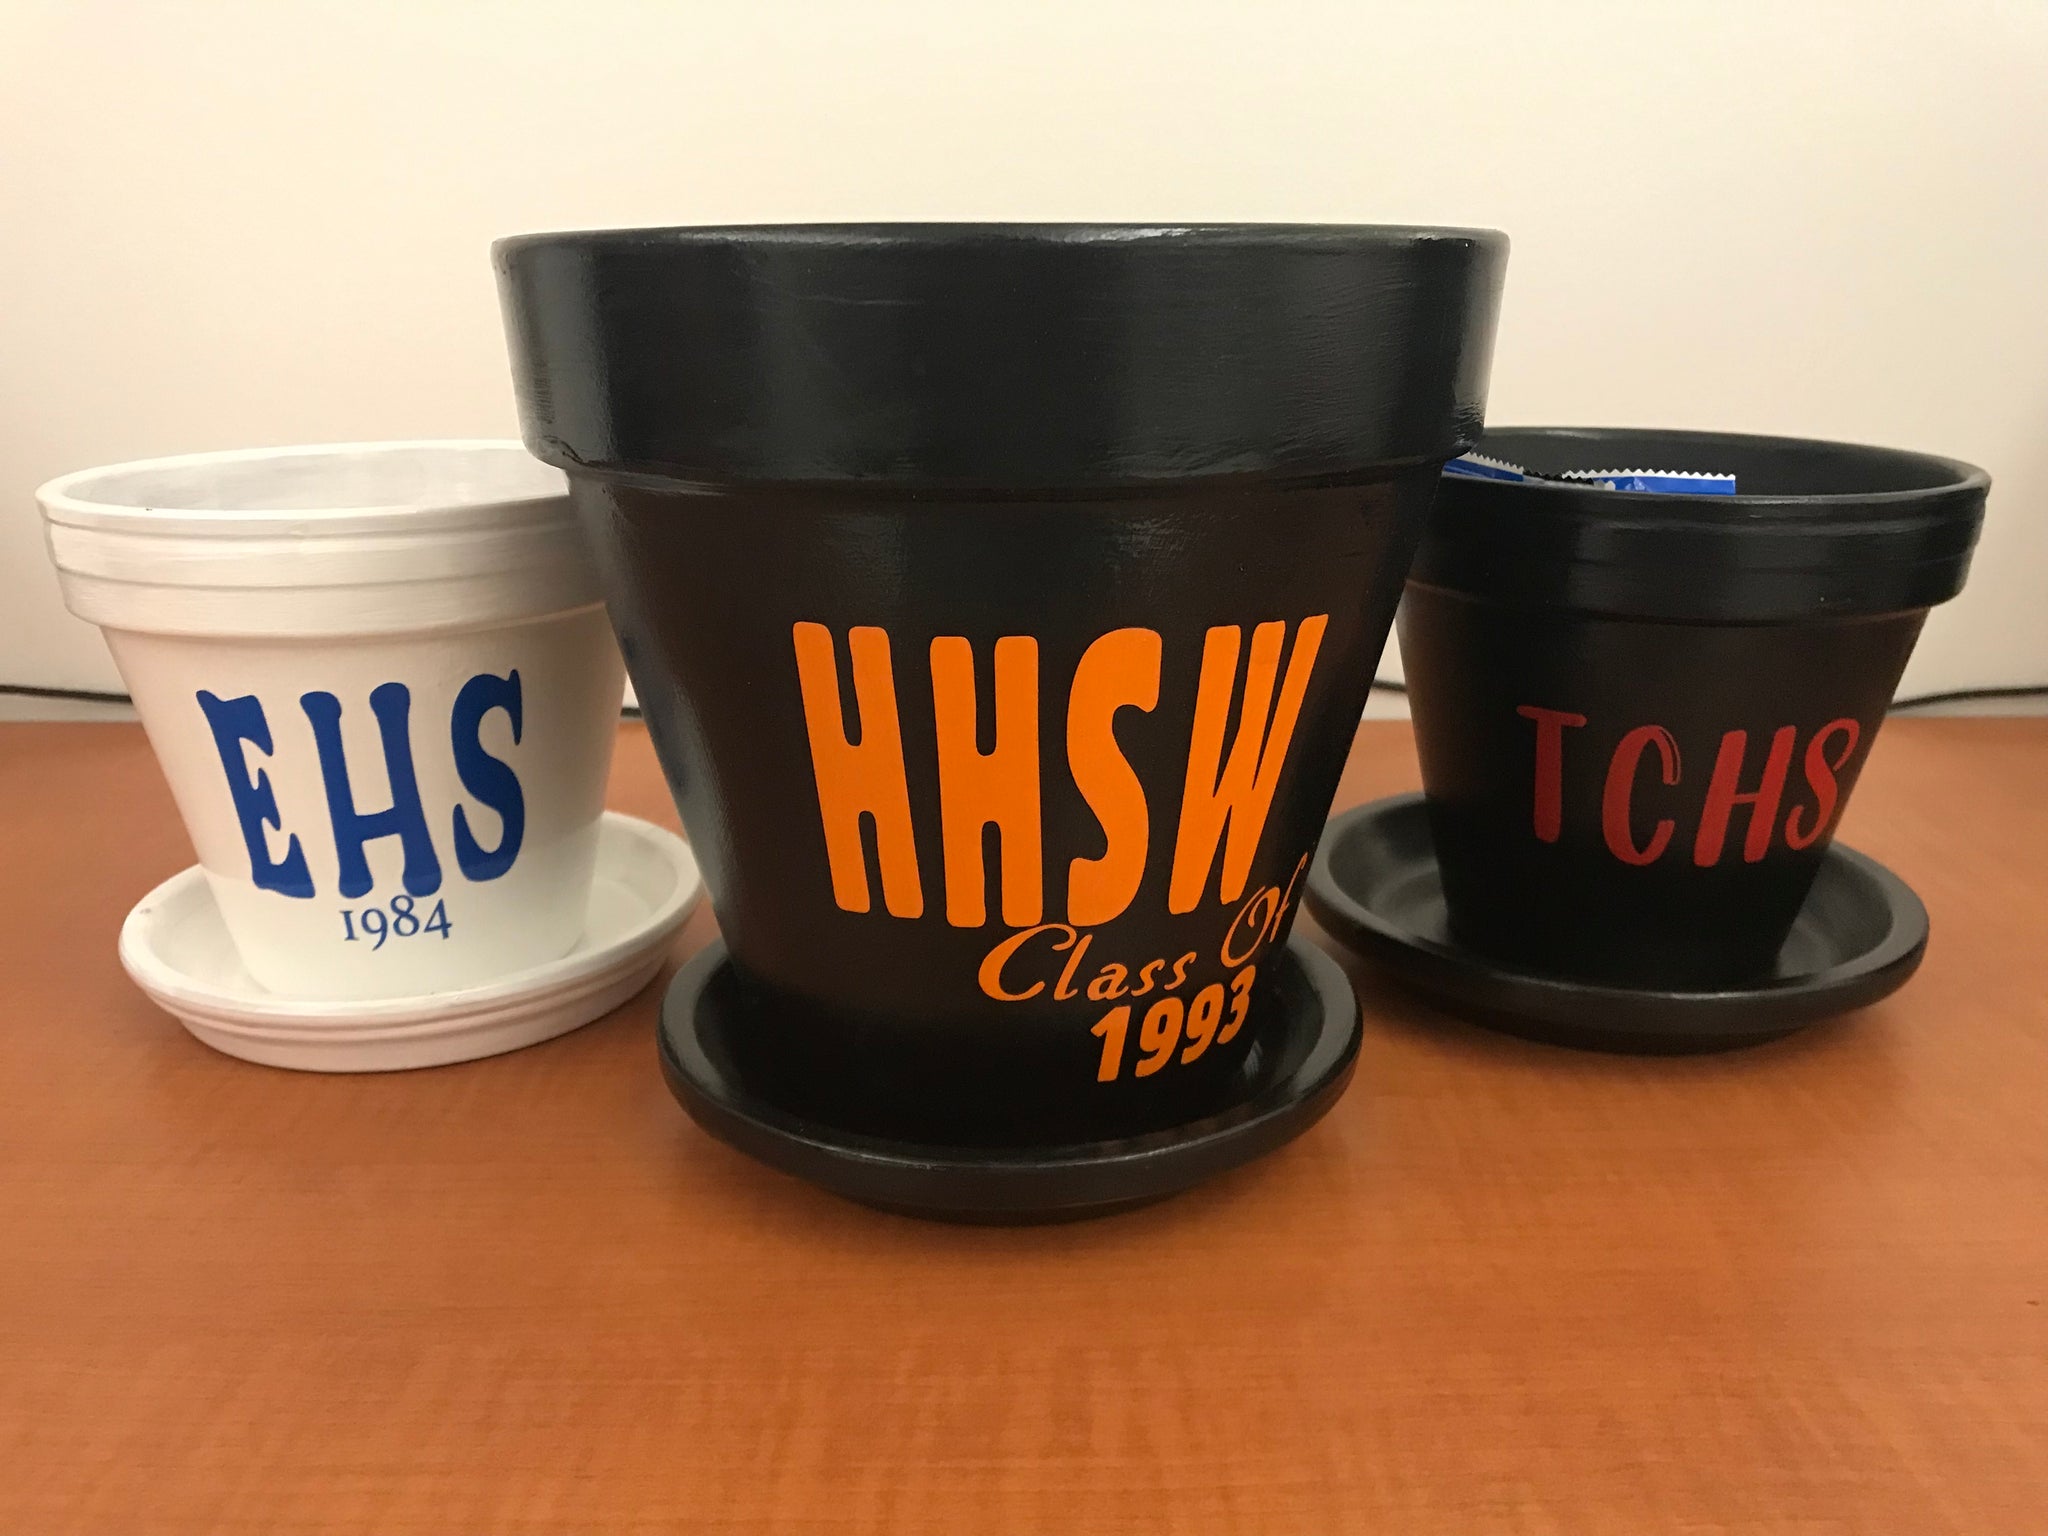 EHS
1984
HHSW
Class Of
1993
TCHS